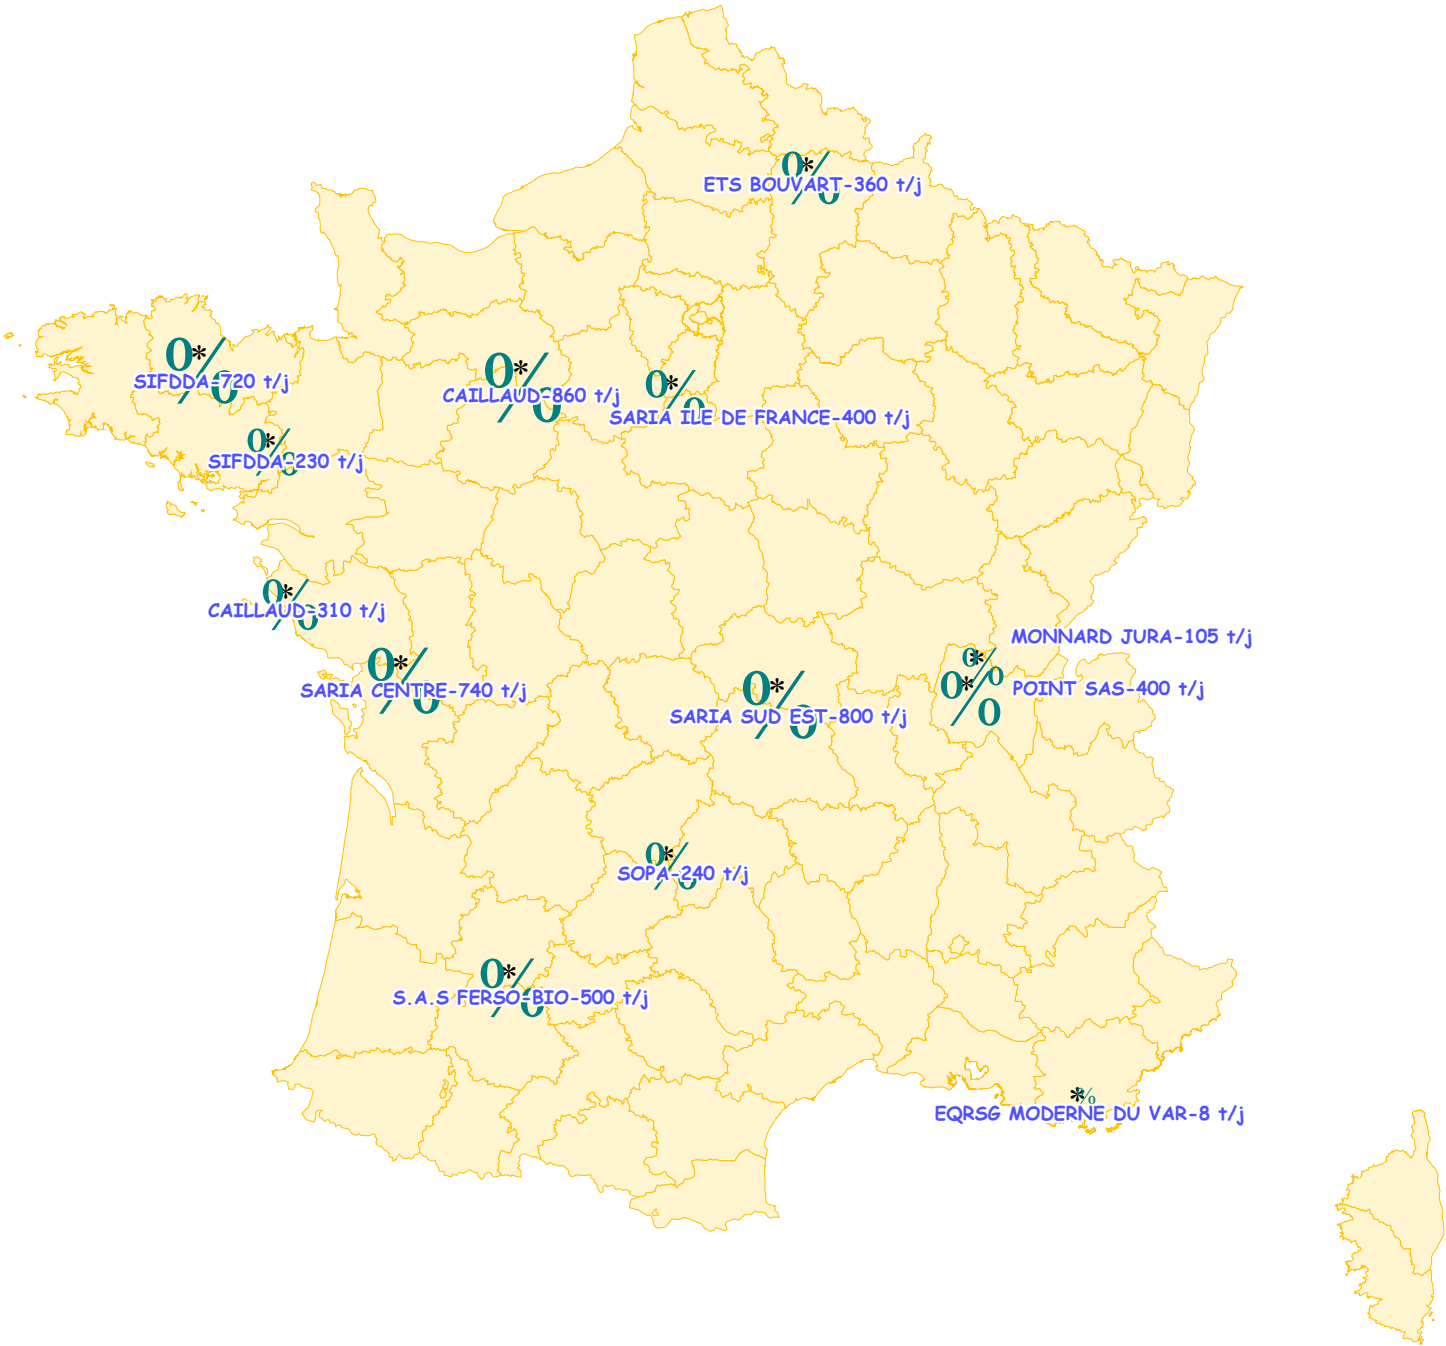 %*
ETS BOUVART-360 t/j
%*
SIFDDA-720 t/j
%*
CAILLAUD-860 t/j
%*
SARIA ILE DE FRANCE-400 t/j
%*
SIFDDA-230 t/j
%*
CAILLAUD-310 t/j
MONNARD JURA-105 t/j
%*
%*
SARIA CENTRE-740 t/j
%*
POINT SAS-400 t/j
%*
SARIA SUD EST-800 t/j
%*
SOPA-240 t/j
%*
S.A.S FERSO-BIO-500 t/j
*%
EQRSG MODERNE DU VAR-8 t/j